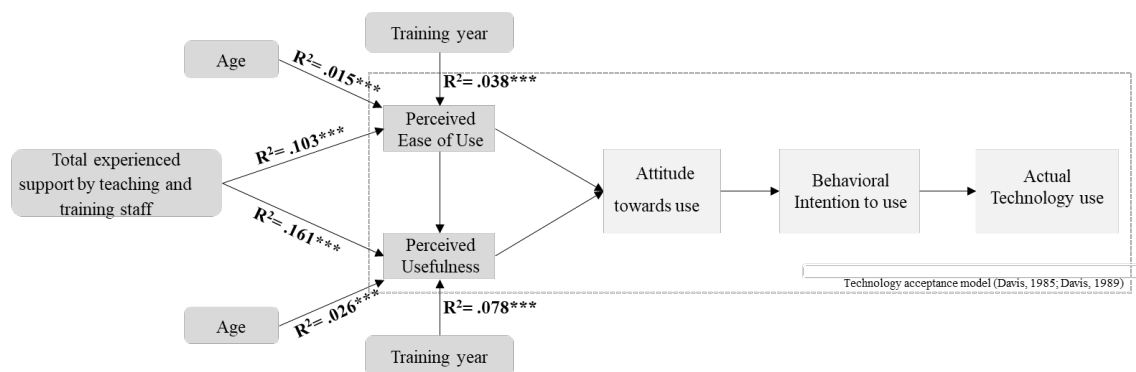 Training year
Age
R²= .015***
R²= .038***
Perceived
Ease of Use
R²= .103***
Total experienced
support by teaching and
training staff
Attitude
towards use
Behavioral
Intention to use
Actual
Technology use
R²= .161***
Perceived
Usefulness
Technology acceptance model (Davis, 1985; Davis, 1989)
R²= .026***
R²= .078***
Age
Training year